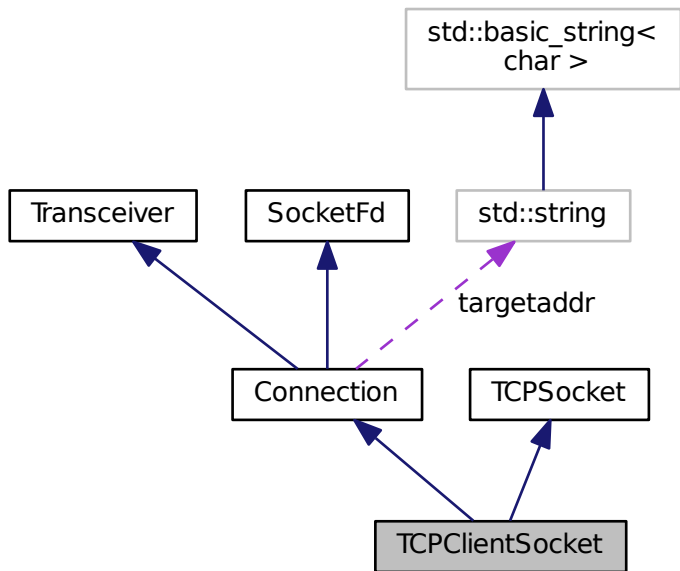 std::basic_string<
char >
Transceiver
SocketFd
std::string
targetaddr
Connection
TCPSocket
TCPClientSocket